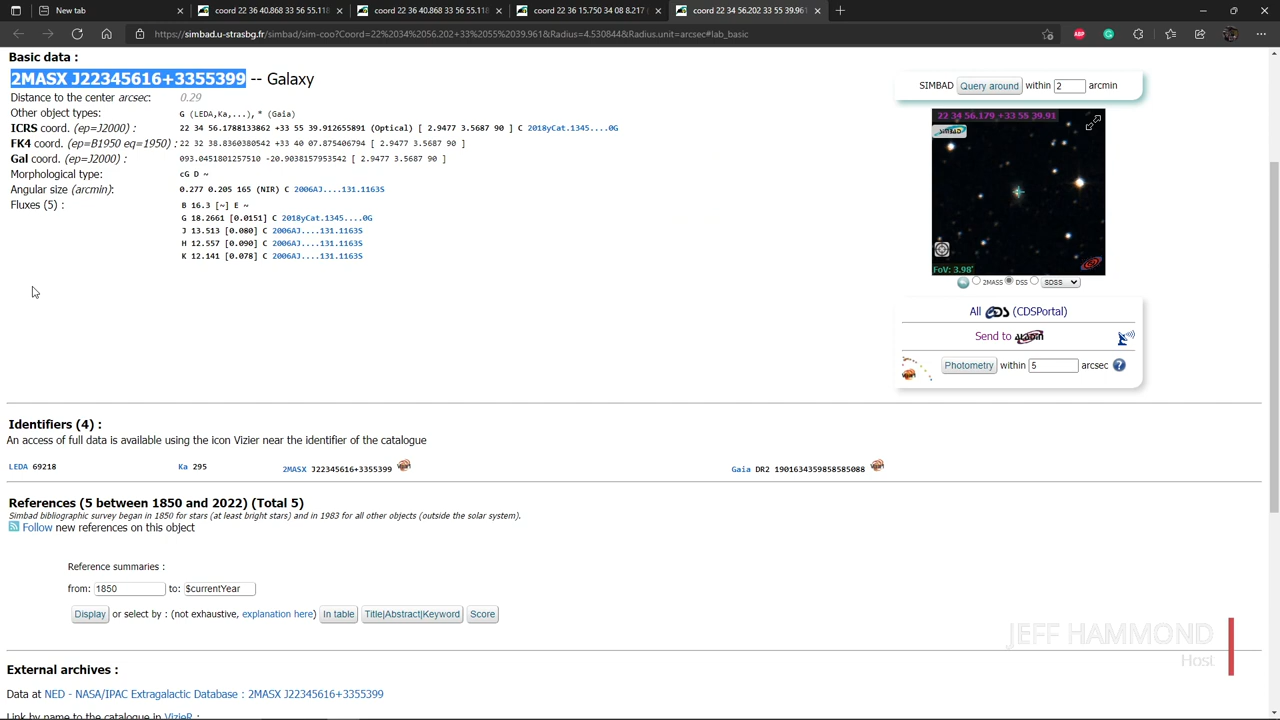 New tab
coord 22 36 40.868 33 56 55.118
coord 22 36 40.868 33 56 55.118
coord 22 36 15.750 34 08 8.217
coord 22 34 56.202 33 55 39.961
https://simbad.u-strasbg.fr/simbad/sim-coo?Coord=22%2034%2056.202+33%2055%2039.961&Radius=4.530844&Radius.unit=arcsec#lab_basic
Basic data :
2MASX J22345616+3355399 -- Galaxy
Distance to the center arcsec: 0.29
Other object types: G (LEDA,Ka,...),* (Gaia)
ICRS coord. (ep=J2000) : 22 34 56.1788133862 +33 55 39.912655891 (Optical) [ 2.9477 3.5687 90 ] C 2018yCat.1345....0G
FK4 coord. (ep=B1950 eq=1950) : 22 32 38.8360380542 +33 40 07.875406794 [ 2.9477 3.5687 90 ]
Gal coord. (ep=J2000) : 093.0451801257510 -20.9038157953542 [ 2.9477 3.5687 90 ]
Morphological type: cG D ~
Angular size (arcmin): 0.277 0.205 165 (NIR) C 2006AJ....131.1163S
Fluxes (5) : B 16.3 [~] E ~
G 18.2661 [0.0151] C 2018yCat.1345....0G
J 13.513 [0.080] C 2006AJ....131.1163S
H 12.557 [0.090] C 2006AJ....131.1163S
K 12.141 [0.078] C 2006AJ....131.1163S
SIMBAD Query around within 2 arcmin
22 34 56.179 +33 55 39.91
SIMBAD
FoV: 3.98'
2MASS DSS SDSS
All CDS (CDSPortal)
Send to Aladin
Photometry within 5 arcsec ?
Identifiers (4) :
An access of full data is available using the icon Vizier near the identifier of the catalogue
LEDA 69218 Ka 295 2MASX J22345616+3355399 Gaia DR2 1901634359858585088
References (5 between 1850 and 2022) (Total 5)
Simbad bibliographic survey began in 1850 for stars (at least bright stars) and in 1983 for all other objects (outside the solar system).
Follow new references on this object
Reference summaries :
from: 1850 to: $currentYear
Display or select by : (not exhaustive, explanation here) In table Title|Abstract|Keyword Score
JEFF HAMMOND
Host
External archives :
Data at NED - NASA/IPAC Extragalactic Database : 2MASX J22345616+3355399
Link by name to the catalogue in VizieR :